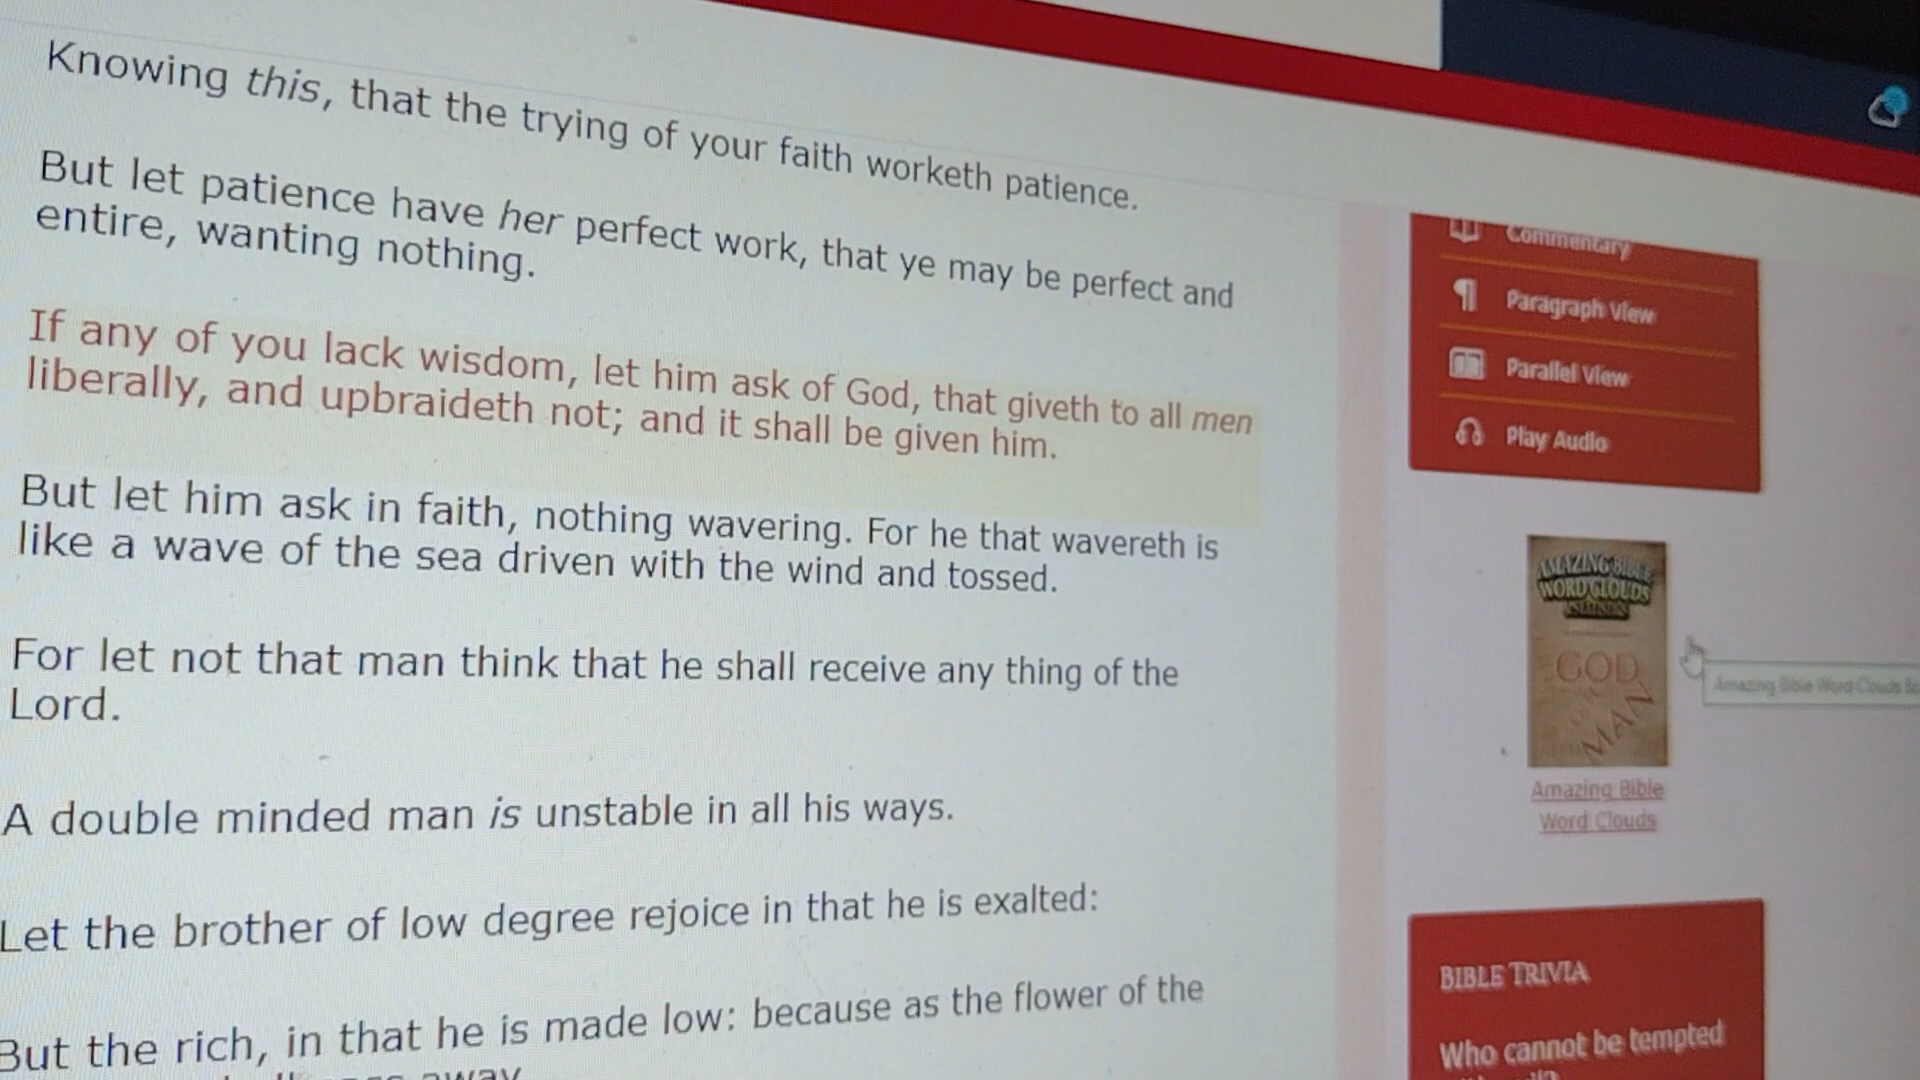 Knowing this, that the trying of your faith worketh patience.
But let patience have her perfect work, that ye may be perfect and
entire, wanting nothing.
If any of you lack wisdom, let him ask of God, that giveth to all men
liberally, and upbraideth not; and it shall be given him.
But let him ask in faith, nothing wavering. For he that wavereth is
like a wave of the sea driven with the wind and tossed.
For let not that man think that he shall receive any thing of the
Lord.
A double minded man is unstable in all his ways.
Let the brother of low degree rejoice in that he is exalted:
But the rich, in that he is made low: because as the flower of the
away
Commentary
Paragraph View
Parallel View
Play Audio
AMAZING BIBLE
WORD CLOUDS
GOD
MAN
Amazing Bible Word Clouds
Amazing Bible
Word Clouds
BIBLE TRIVIA
Who cannot be tempted